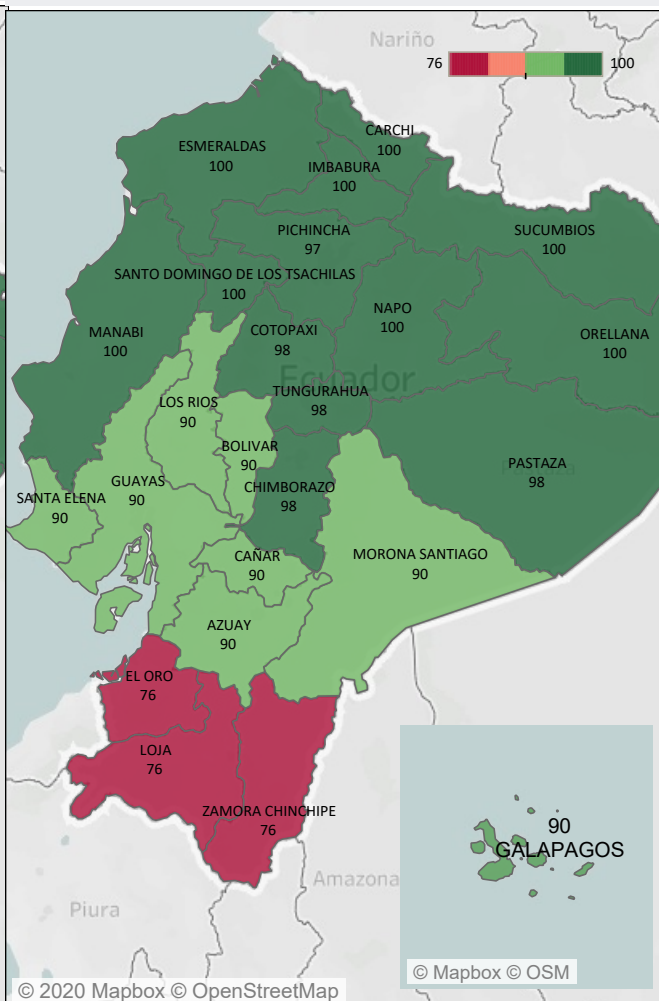 Nariño
76
100
CARCHI
100
ESMERALDAS
100
IMBABURA
100
PICHINCHA
97
SUCUMBIOS
100
SANTO DOMINGO DE LOS TSACHILAS
100
NAPO
100
MANABI
100
COTOPAXI
98
ORELLANA
100
Ecuador
TUNGURAHUA
98
LOS RIOS
90
BOLIVAR
90
PASTAZA
98
GUAYAS
90
CHIMBORAZO
98
SANTA ELENA
90
CAÑAR
90
MORONA SANTIAGO
90
AZUAY
90
EL ORO
76
LOJA
76
ZAMORA CHINCHIPE
76
90
GALAPAGOS
Amazona
Piura
© Mapbox © OSM
© 2020 Mapbox © OpenStreetMap